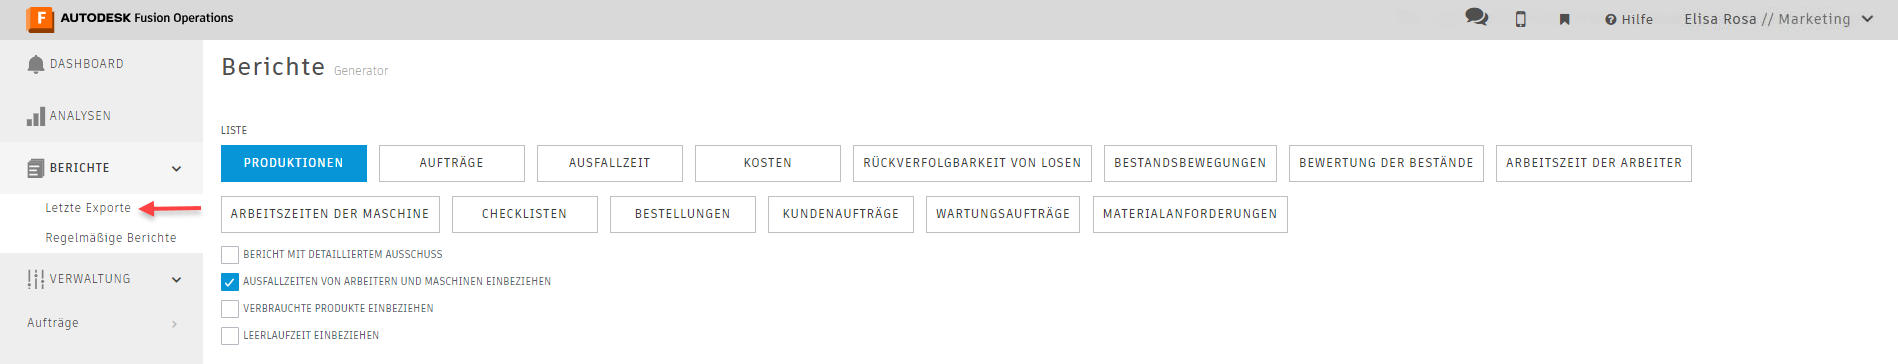 F AUTODESK Fusion Operations
Hilfe
Elisa Rosa // Marketing
DASHBOARD
ANALYSEN
BERICHTE
Letzte Exporte
Regelmäßige Berichte
VERWALTUNG
Aufträge
Berichte Generator
LISTE
PRODUKTIONEN AUFTRÄGE AUSFALLZEIT KOSTEN RÜCKVERFOLGBARKEIT VON LOSEN BESTANDSBEWEGUNGEN BEWERTUNG DER BESTÄNDE ARBEITSZEIT DER ARBEITER
ARBEITSZEITEN DER MASCHINE CHECKLISTEN BESTELLUNGEN KUNDENAUFTRÄGE WARTUNGSAUFTRÄGE MATERIALANFORDERUNGEN
BERICHT MIT DETAILLIERTEM AUSSCHUSS
AUSFALLZEITEN VON ARBEITERN UND MASCHINEN EINBEZIEHEN
VERBRAUCHTE PRODUKTE EINBEZIEHEN
LEERLAUFZEIT EINBEZIEHEN